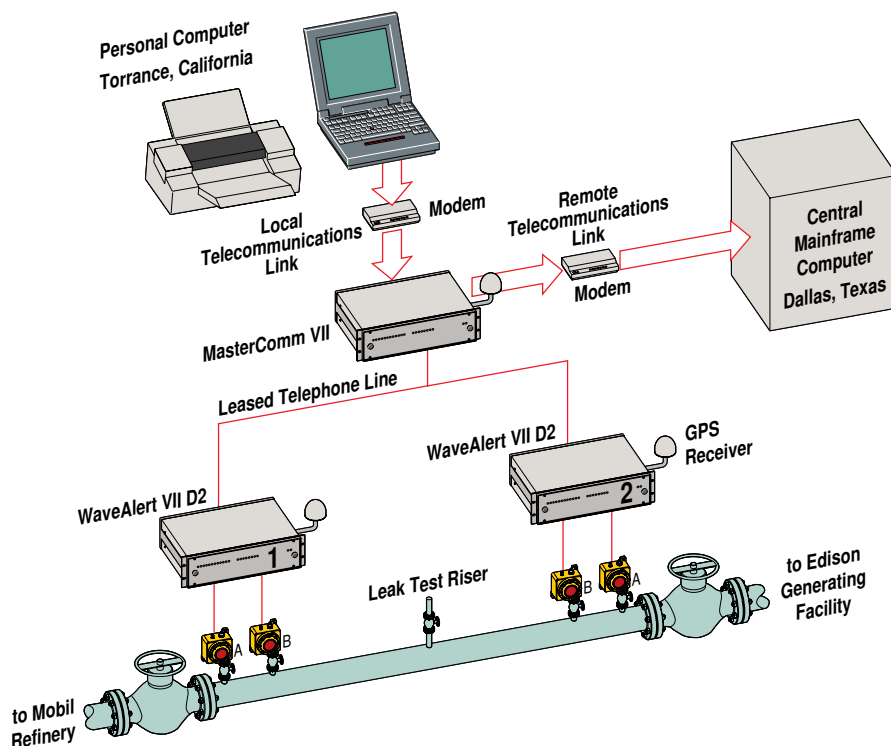 Personal Computer
Torrance, California
Local
Telecommunications
Link
Modem
Remote
Telecommunications
Link
Modem
Central
Mainframe
Computer
Dallas, Texas
MasterComm VII
Leased Telephone Line
WaveAlert VII D2
GPS
Receiver
2
WaveAlert VII D2
1
Leak Test Riser
B
A
A
B
to Edison
Generating
Facility
to Mobil
Refinery